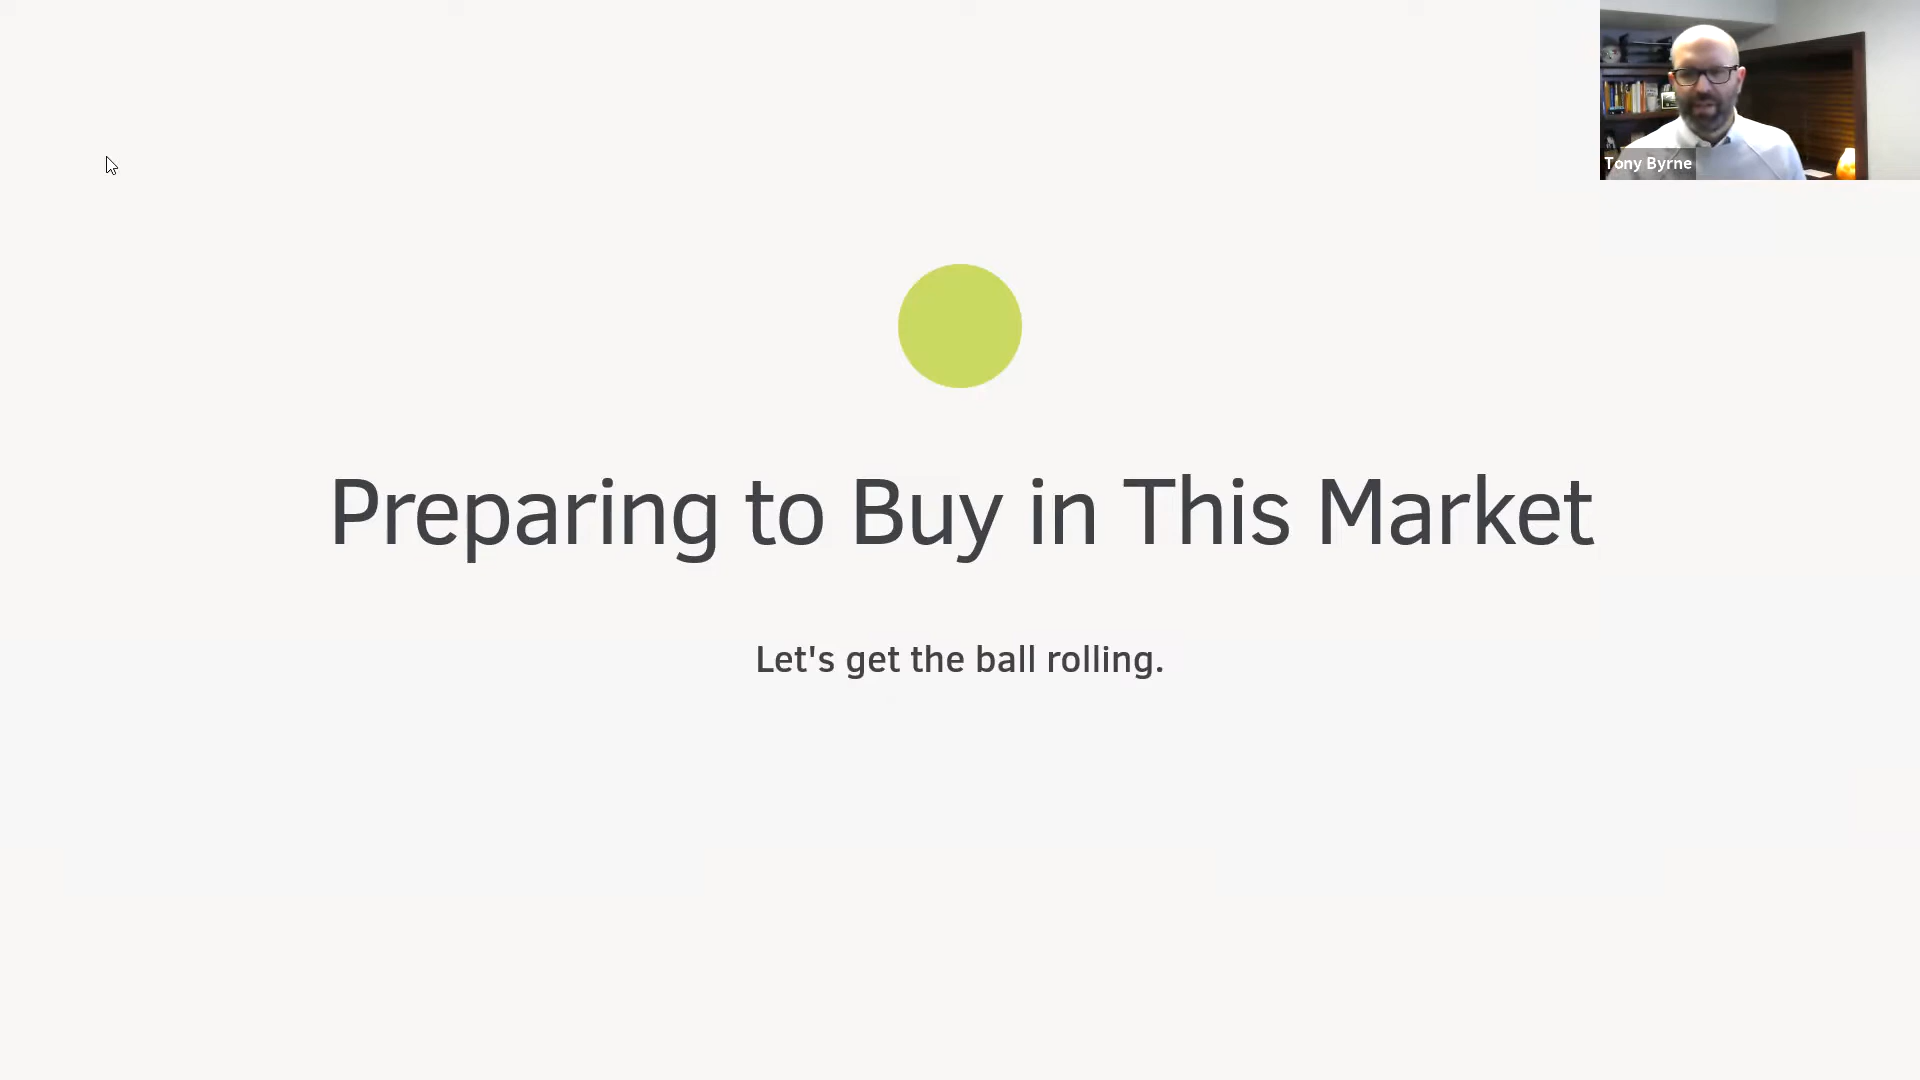 Tony Byrne
Preparing to Buy in This Market
Let's get the ball rolling.